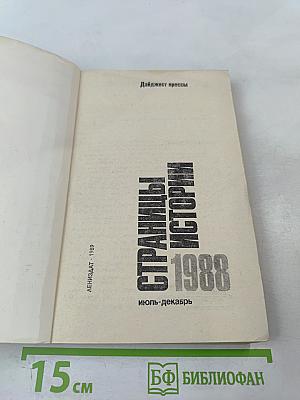 Дайджест прессы
СТРАНИЦЫ
ИСТОРИИ
1988
июль-декабрь
ЛЕНИЗДАТ · 1989
15 см
БФ БИБЛИОФАН